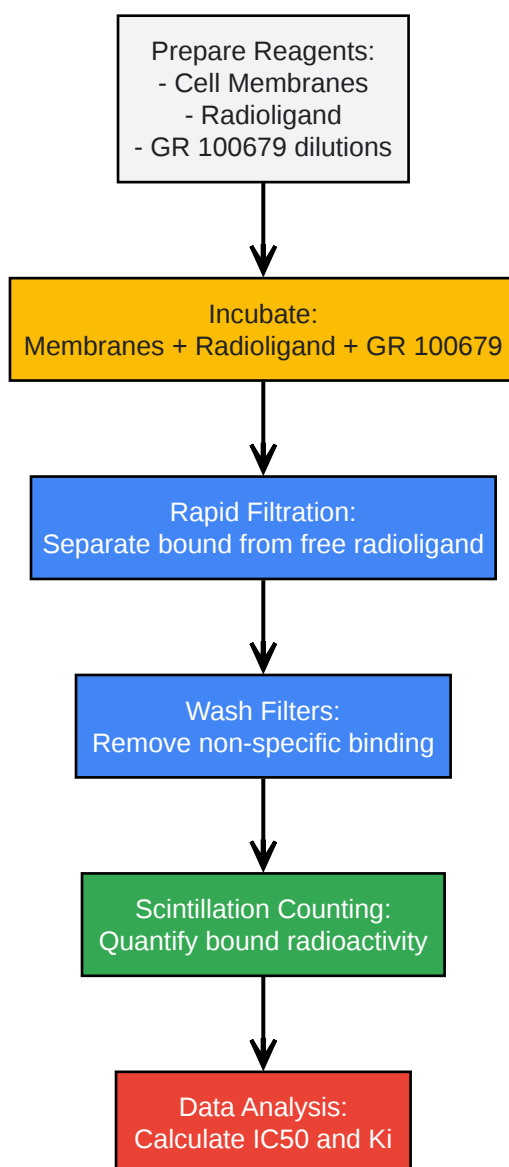 Prepare Reagents:
- Cell Membranes
- Radioligand
- GR 100679 dilutions
Incubate:
Membranes + Radioligand + GR 100679
Rapid Filtration:
Separate bound from free radioligand
Wash Filters:
Remove non-specific binding
Scintillation Counting:
Quantify bound radioactivity
Data Analysis:
Calculate IC50 and Ki